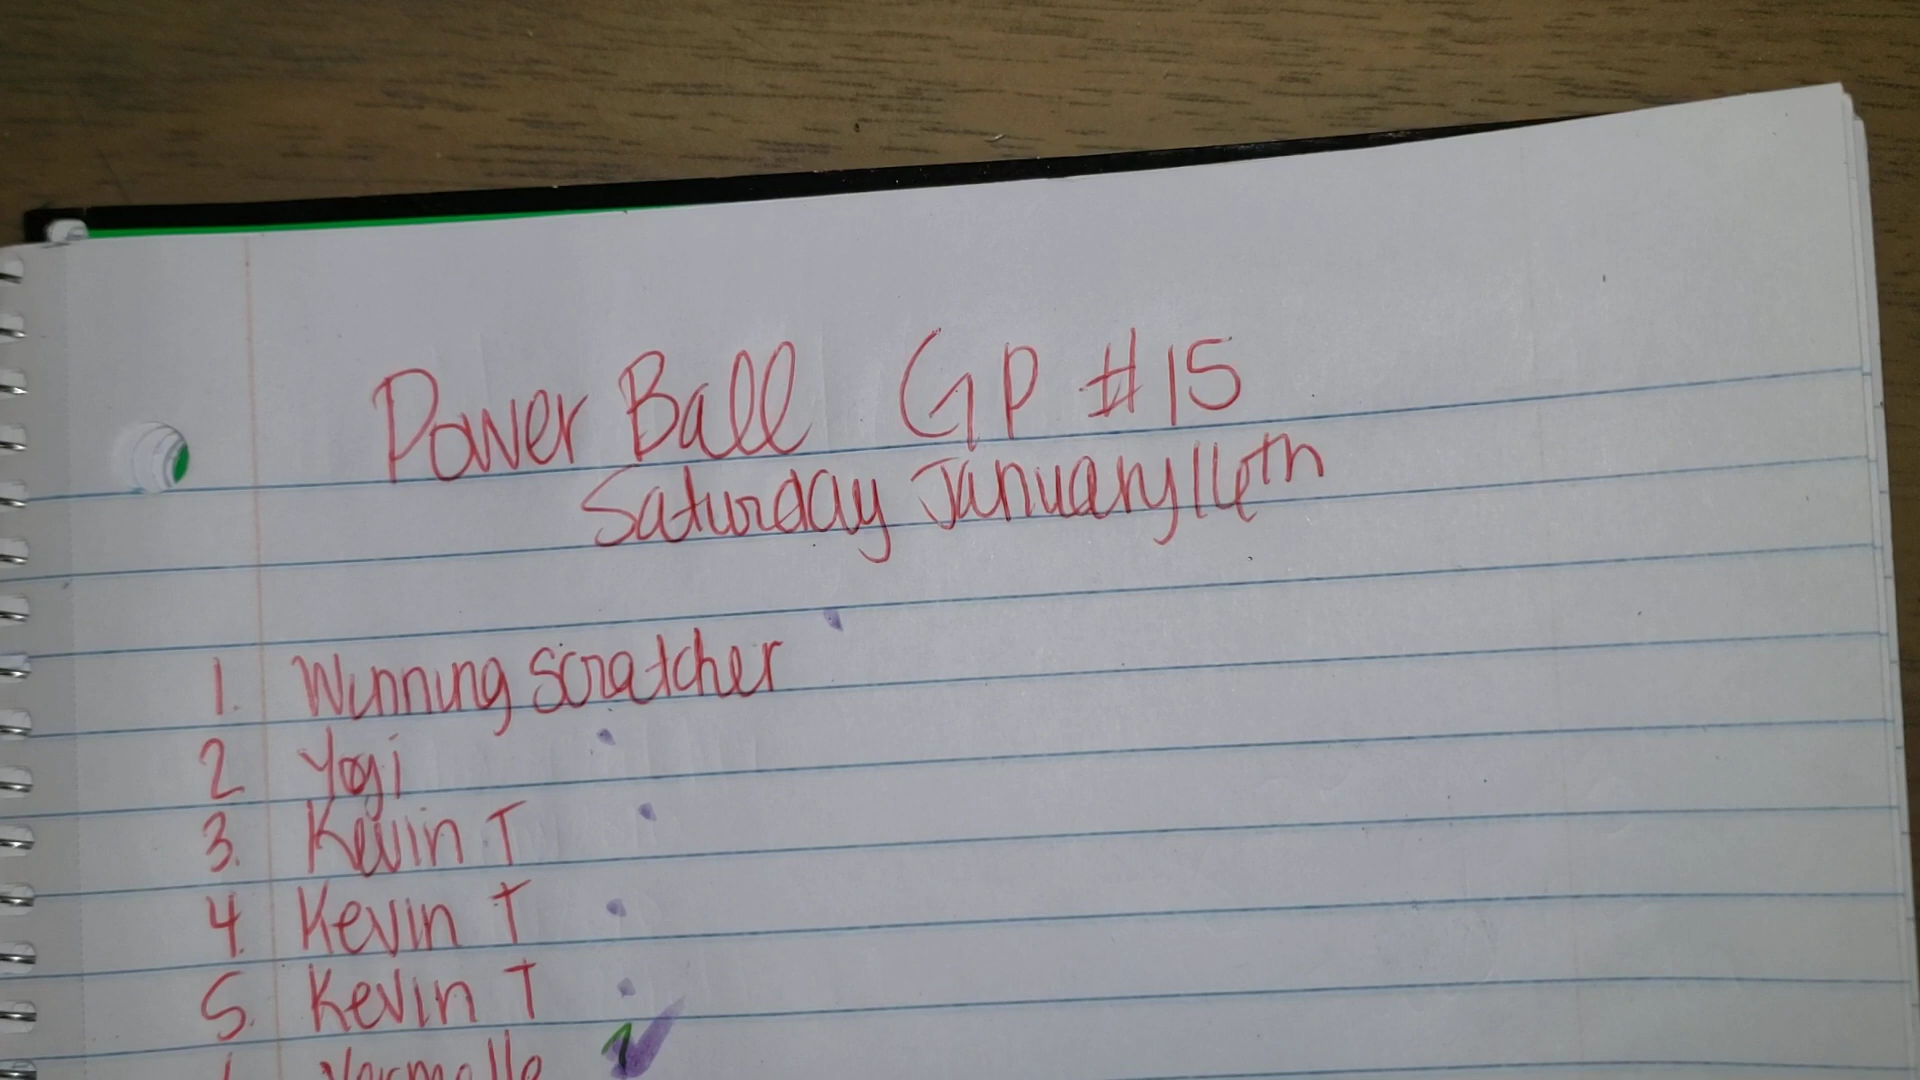 Power Ball GP #15
Saturday January 16th
1. Winning Scratcher
2 Yogi
3. Kevin T
4. Kevin T
5. Kevin T